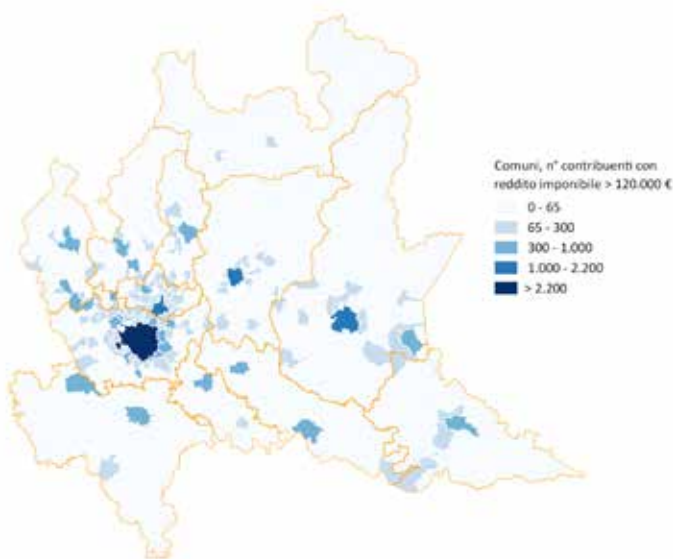 Comuni, n° contribuenti con
reddito imponibile > 120.000 €
0 - 65
65 - 300
300 - 1.000
1.000 - 2.200
> 2.200